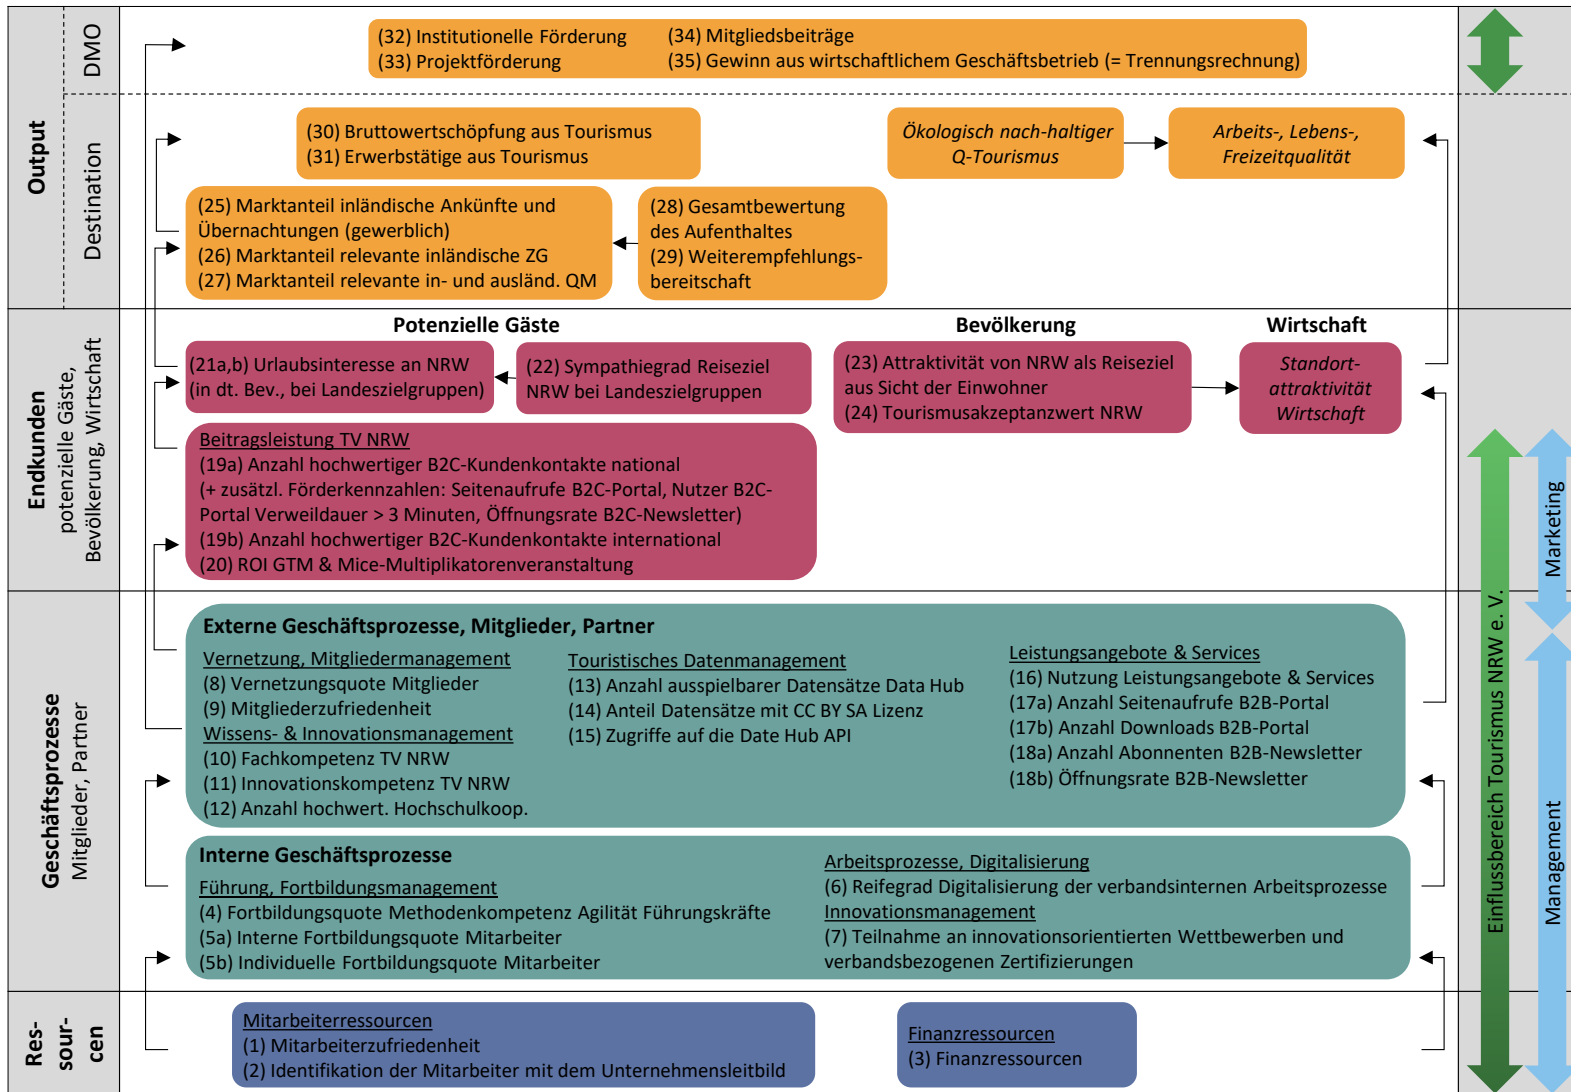 Output
DMO
(32) Institutionelle Förderung
(33) Projektförderung
(34) Mitgliedsbeiträge
(35) Gewinn aus wirtschaftlichem Geschäftsbetrieb (= Trennungsrechnung)
Destination
(30) Bruttowertschöpfung aus Tourismus
(31) Erwerbstätige aus Tourismus
Ökologisch nach-haltiger
Q-Tourismus
Arbeits-, Lebens-,
Freizeitqualität
(25) Marktanteil inländische Ankünfte und
Übernachtungen (gewerblich)
(26) Marktanteil relevante inländische ZG
(27) Marktanteil relevante in- und ausländ. QM
(28) Gesamtbewertung
des Aufenthaltes
(29) Weiterempfehlungs-
bereitschaft
Endkunden
potenzielle Gäste,
Bevölkerung, Wirtschaft
Potenzielle Gäste
Bevölkerung
Wirtschaft
(21a,b) Urlaubsinteresse an NRW
(in dt. Bev., bei Landeszielgruppen)
(22) Sympathiegrad Reiseziel
NRW bei Landeszielgruppen
(23) Attraktivität von NRW als Reiseziel
aus Sicht der Einwohner
(24) Tourismusakzeptanzwert NRW
Standort-
attraktivität
Wirtschaft
Beitragsleistung TV NRW
(19a) Anzahl hochwertiger B2C-Kundenkontakte national
(+ zusätzl. Förderkennzahlen: Seitenaufrufe B2C-Portal, Nutzer B2C-
Portal Verweildauer > 3 Minuten, Öffnungsrate B2C-Newsletter)
(19b) Anzahl hochwertiger B2C-Kundenkontakte international
(20) ROI GTM & Mice-Multiplikatorenveranstaltung
Geschäftsprozesse
Mitglieder, Partner
Externe Geschäftsprozesse, Mitglieder, Partner
Vernetzung, Mitgliedermanagement
(8) Vernetzungsquote Mitglieder
(9) Mitgliederzufriedenheit
Wissens- & Innovationsmanagement
(10) Fachkompetenz TV NRW
(11) Innovationskompetenz TV NRW
(12) Anzahl hochwert. Hochschulkoop.
Touristisches Datenmanagement
(13) Anzahl ausspielbarer Datensätze Data Hub
(14) Anteil Datensätze mit CC BY SA Lizenz
(15) Zugriffe auf die Date Hub API
Leistungsangebote & Services
(16) Nutzung Leistungsangebote & Services
(17a) Anzahl Seitenaufrufe B2B-Portal
(17b) Anzahl Downloads B2B-Portal
(18a) Anzahl Abonnenten B2B-Newsletter
(18b) Öffnungsrate B2B-Newsletter
Interne Geschäftsprozesse
Führung, Fortbildungsmanagement
(4) Fortbildungsquote Methodenkompetenz Agilität Führungskräfte
(5a) Interne Fortbildungsquote Mitarbeiter
(5b) Individuelle Fortbildungsquote Mitarbeiter
Arbeitsprozesse, Digitalisierung
(6) Reifegrad Digitalisierung der verbandsinternen Arbeitsprozesse
Innovationsmanagement
(7) Teilnahme an innovationsorientierten Wettbewerben und
verbandsbezogenen Zertifizierungen
Res-
sour-
cen
Mitarbeiterressourcen
(1) Mitarbeiterzufriedenheit
(2) Identifikation der Mitarbeiter mit dem Unternehmensleitbild
Finanzressourcen
(3) Finanzressourcen
Einflussbereich Tourismus NRW e. V.
Marketing
Management